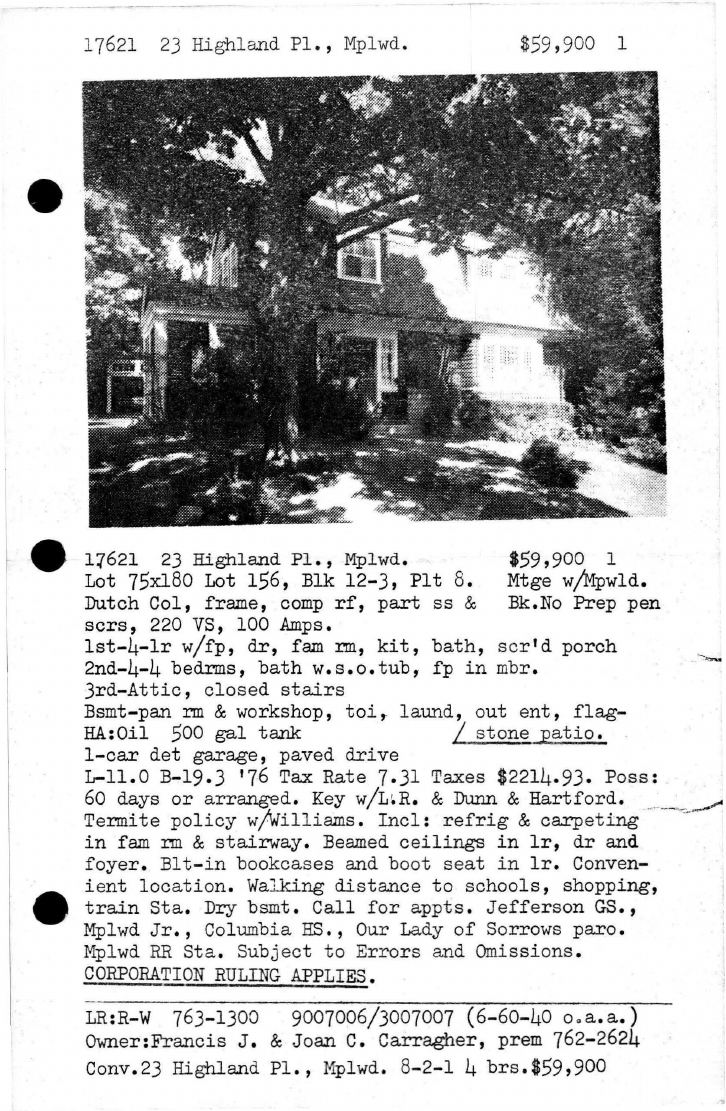 17621 23 Highland Pl., Mplwd. $59,900 1
17621 23 Highland Pl., Mplwd. $59,900 1
Lot 75x180 Lot 156, Blk 12-3, Plt 8. Mtge w/Mpwld.
Dutch Col, frame, comp rf, part ss & Bk.No Prep pen
scrs, 220 VS, 100 Amps.
1st-4-lr w/fp, dr, fam rm, kit, bath, scr'd porch
2nd-4-4 bedrms, bath w.s.o.tub, fp in mbr.
3rd-Attic, closed stairs
Bsmt-pan rm & workshop, toi, laund, out ent, flag-
HA:Oil 500 gal tank / stone patio.
1-car det garage, paved drive
L-11.0 B-19.3 '76 Tax Rate 7.31 Taxes $2214.93. Poss:
60 days or arranged. Key w/L.R. & Dunn & Hartford.
Termite policy w/Williams. Incl: refrig & carpeting
in fam rm & stairway. Beamed ceilings in lr, dr and
foyer. Blt-in bookcases and boot seat in lr. Conven-
ient location. Walking distance to schools, shopping,
train Sta. Dry bsmt. Call for appts. Jefferson GS.,
Mplwd Jr., Columbia HS., Our Lady of Sorrows paro.
Mplwd RR Sta. Subject to Errors and Omissions.
CORPORATION RULING APPLIES.
LR:R-W 763-1300 9007006/3007007 (6-60-40 o.a.a.)
Owner:Francis J. & Joan C. Carragher, prem 762-2624
Conv.23 Highland Pl., Mplwd. 8-2-1 4 brs.$59,900